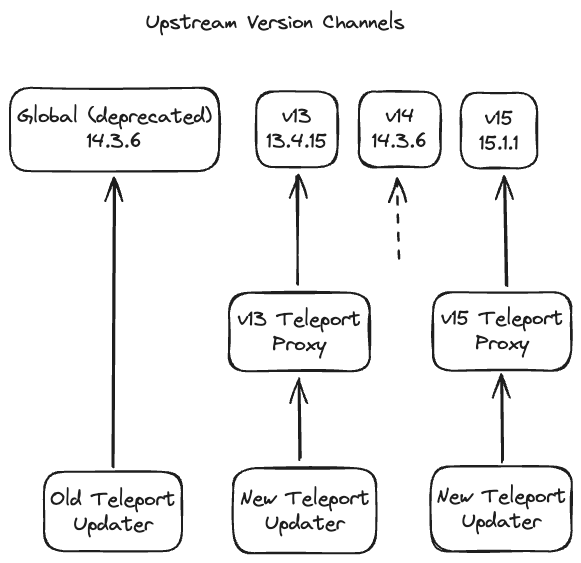 Upstream Version Channels
Global (deprecated)
14.3.6
v13
13.4.15
v14
14.3.6
v15
15.1.1
v13 Teleport
Proxy
v15 Teleport
Proxy
Old Teleport
Updater
New Teleport
Updater
New Teleport
Updater